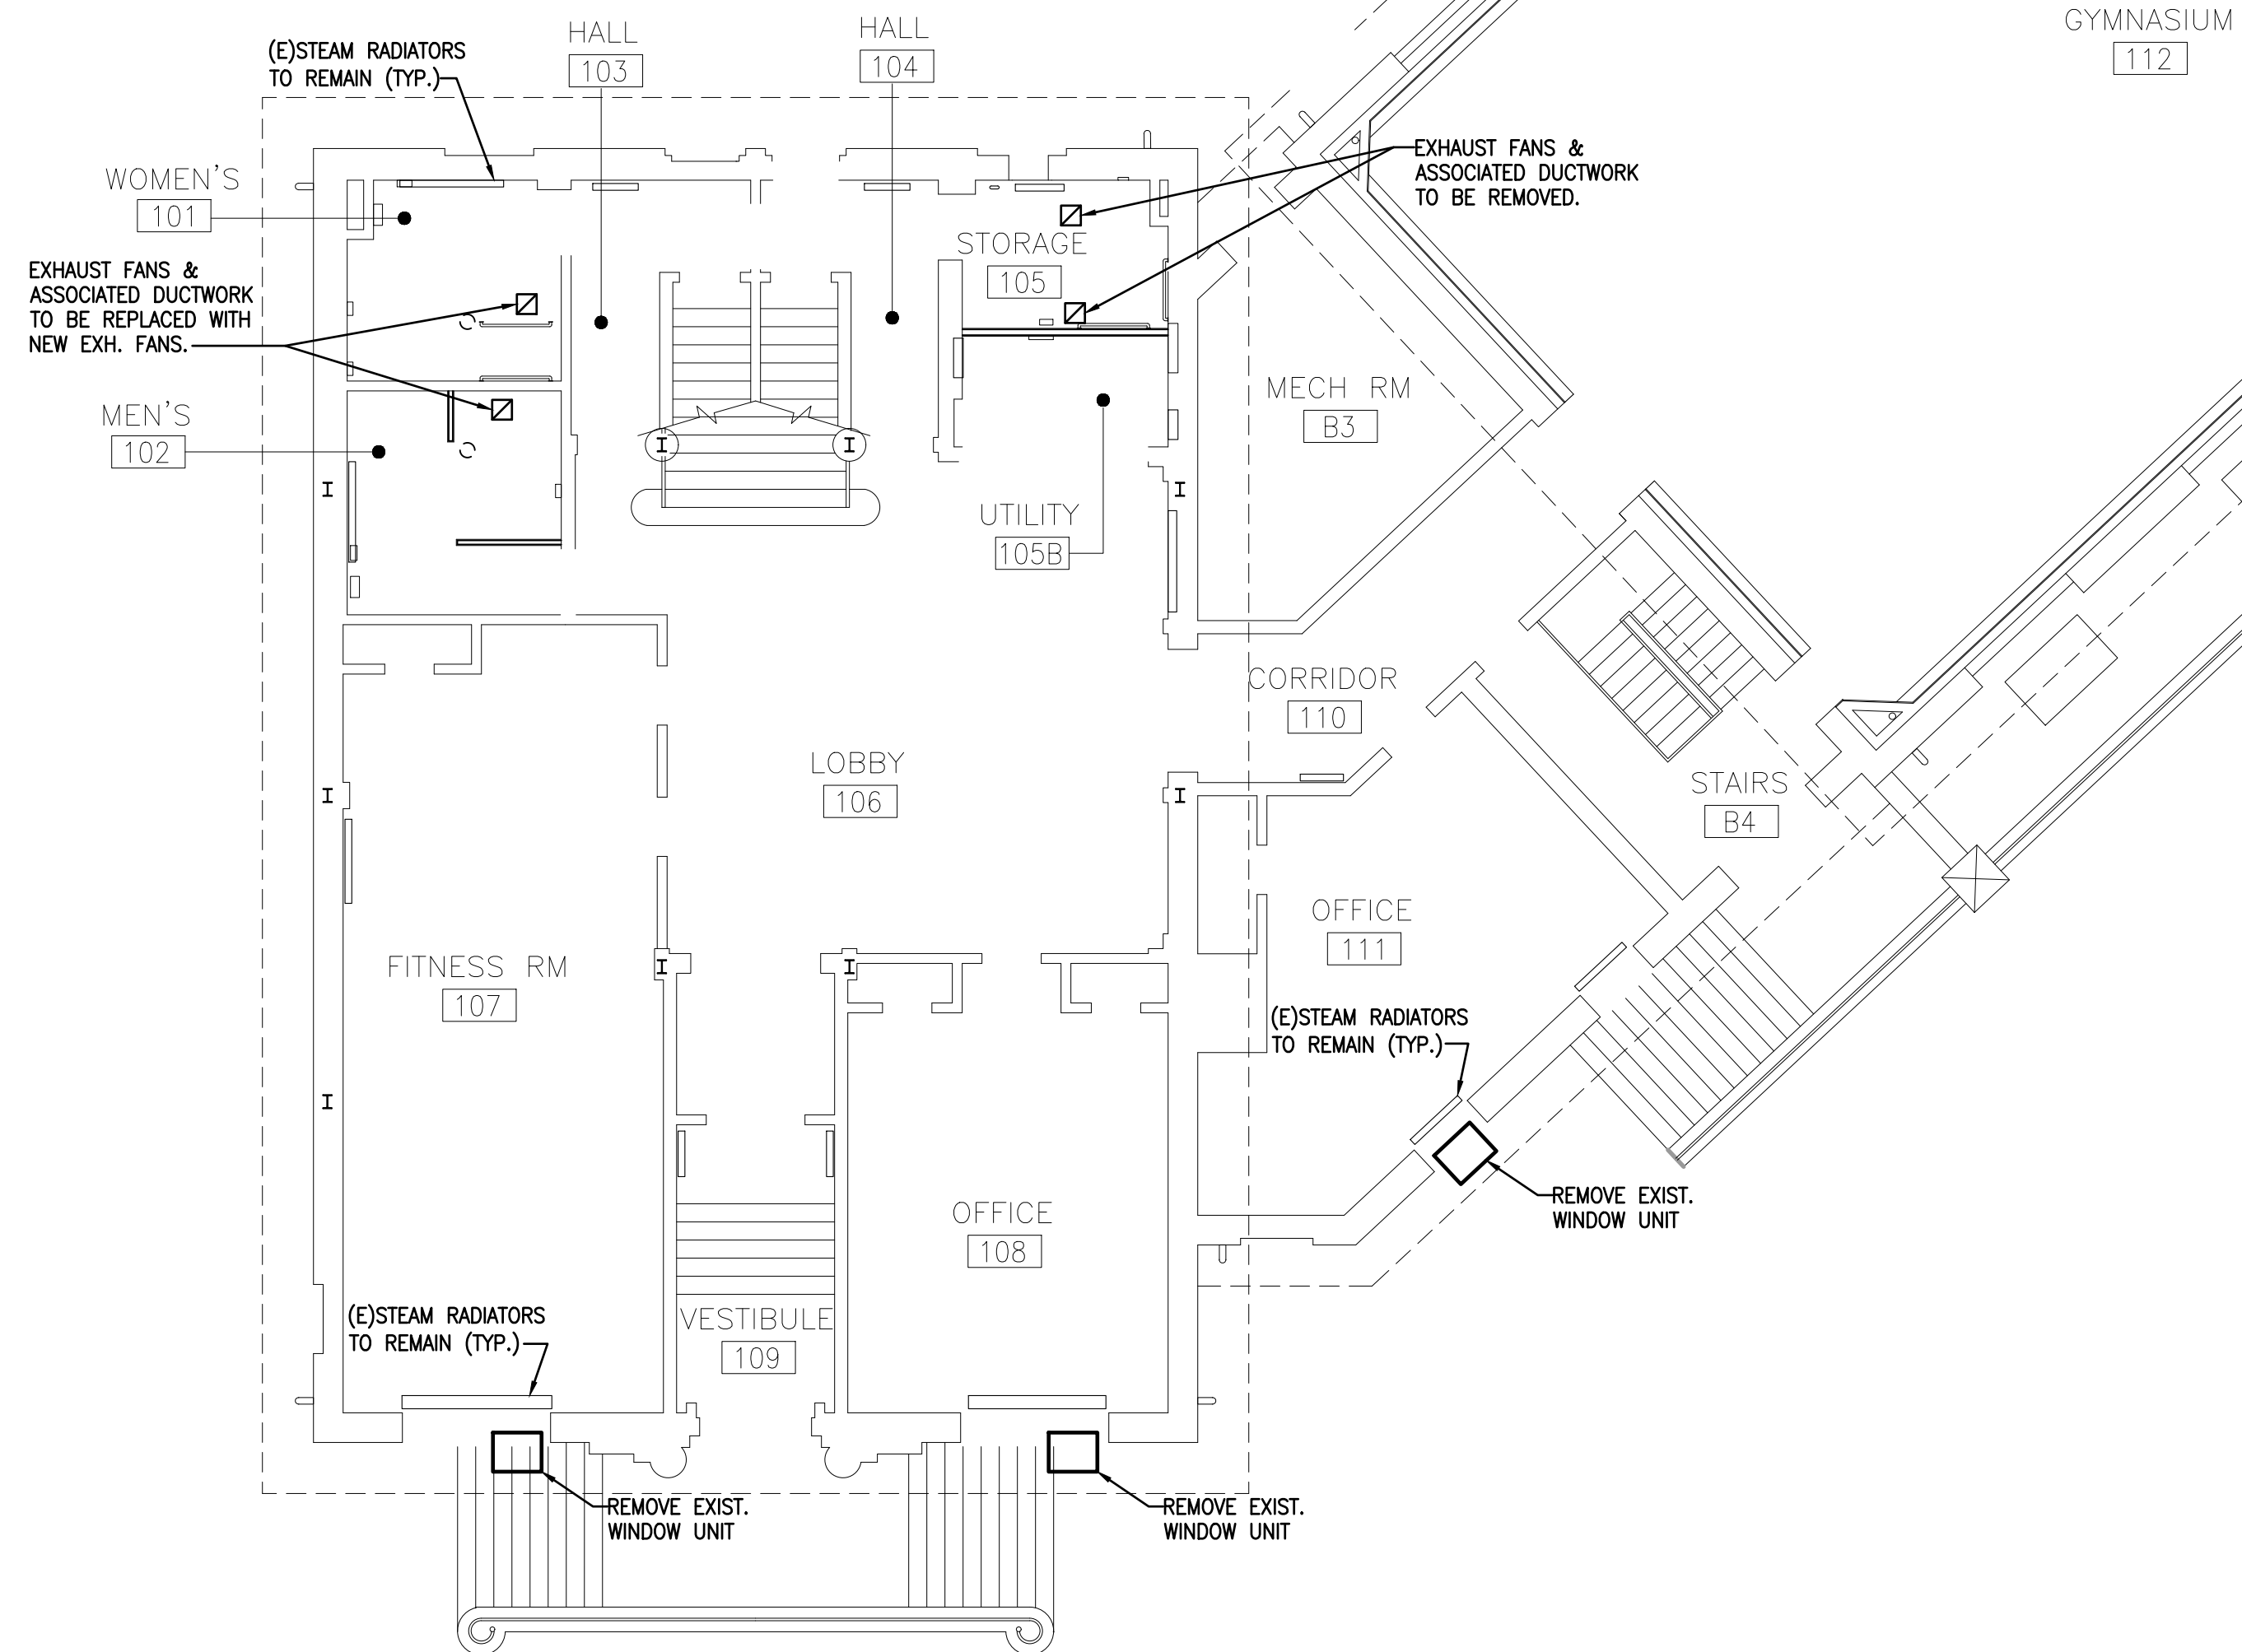 GYMNASIUM
112
HALL
103
HALL
104
(E)STEAM RADIATORS
TO REMAIN (TYP.)
EXHAUST FANS &
ASSOCIATED DUCTWORK
TO BE REMOVED.
WOMEN'S
101
STORAGE
105
EXHAUST FANS &
ASSOCIATED DUCTWORK
TO BE REPLACED WITH
NEW EXH. FANS.
MECH RM
B3
MEN'S
102
UTILITY
105B
CORRIDOR
110
LOBBY
106
STAIRS
B4
OFFICE
111
FITNESS RM
107
(E)STEAM RADIATORS
TO REMAIN (TYP.)
REMOVE EXIST.
WINDOW UNIT
OFFICE
108
(E)STEAM RADIATORS
TO REMAIN (TYP.)
VESTIBULE
109
REMOVE EXIST.
WINDOW UNIT
REMOVE EXIST.
WINDOW UNIT